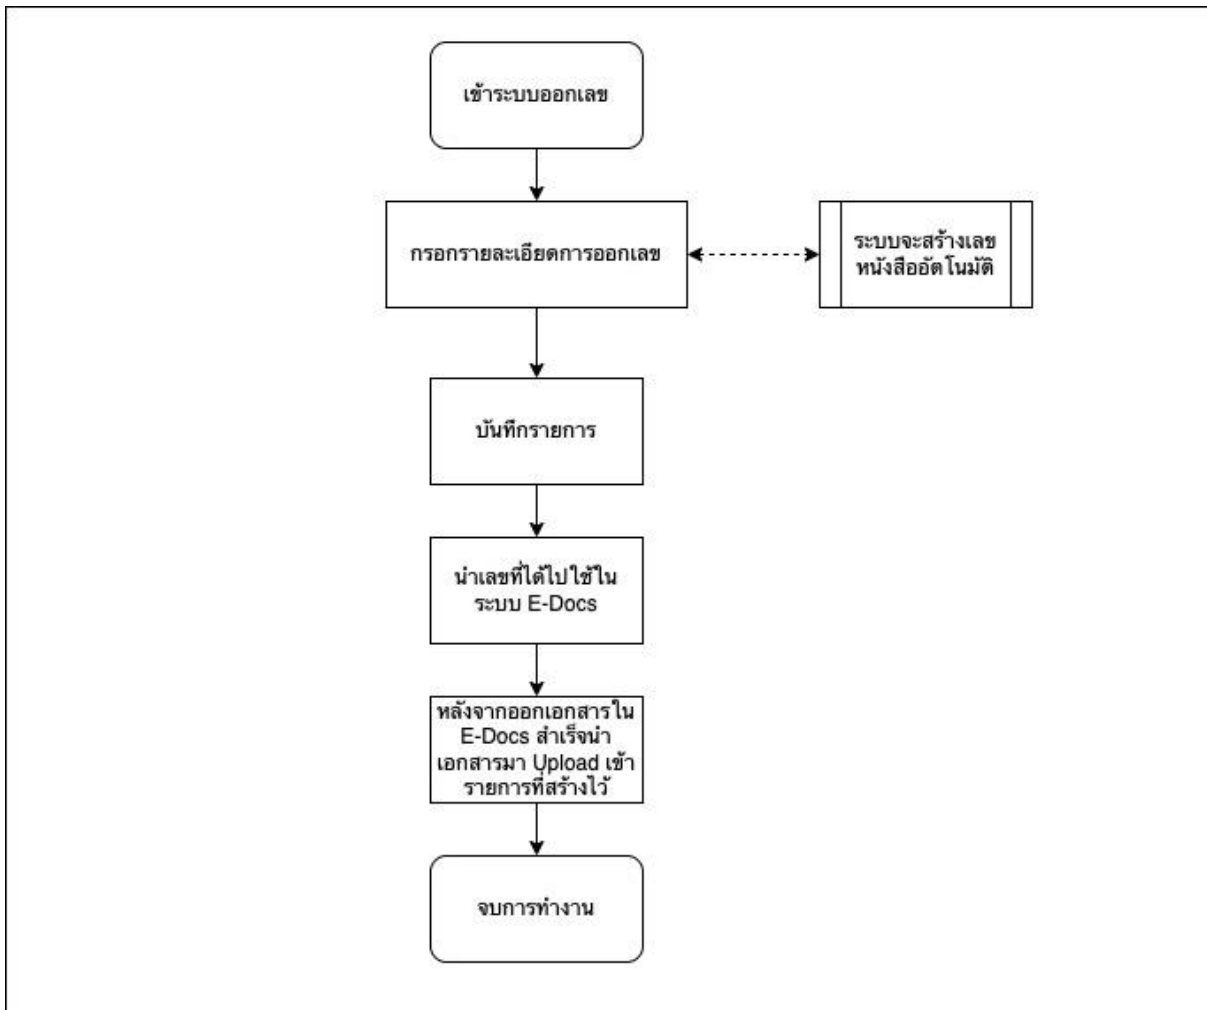 เข้าระบบออกเลข
กรอกรายละเอียดการออกเลข
ระบบจะสร้างเลข
หนังสืออัตโนมัติ
บันทึกรายการ
นำเลขที่ได้ไปใช้ใน
ระบบ E-Docs
หลังจากออกเอกสารใน
E-Docs สำเร็จนำ
เอกสารมา Upload เข้า
รายการที่สร้างไว้
จบการทำงาน